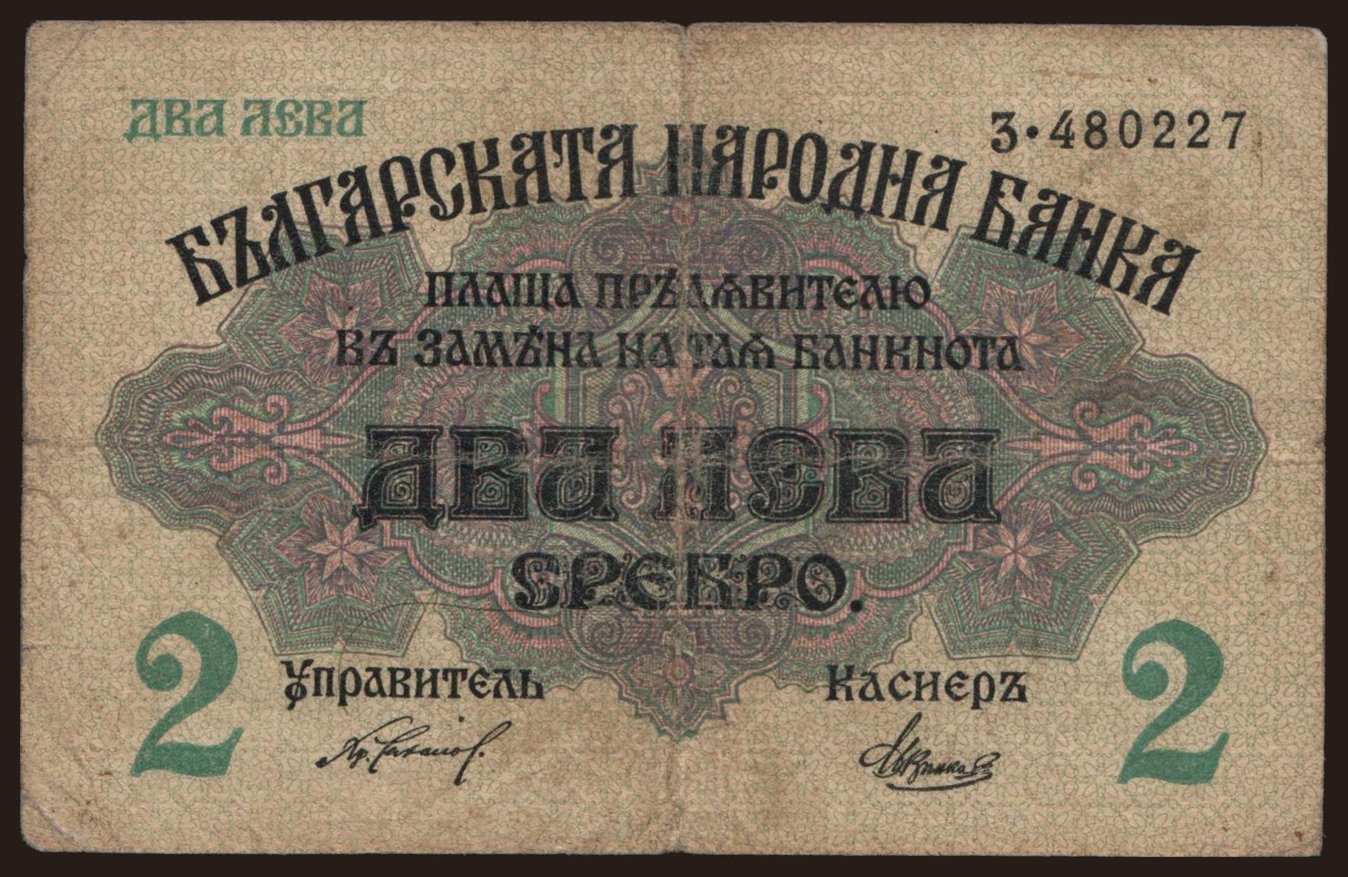 ДВА ЛЕВА
З·480227
БЪЛГАРСКАТА НАРОДНА БАНКА
ПЛАЩА ПРѢДЯВИТЕЛЮ
ВЪ ЗАМѢНА НА ТАЯ БАНКНОТА
ДВА ЛЕВА
СРЕБРО.
УПРАВИТЕЛЬ
КАСИЕРЪ
2
2